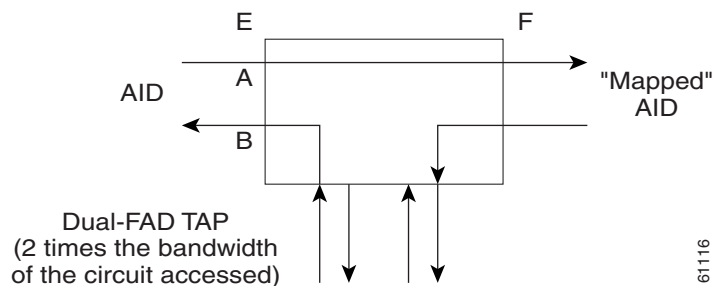 E
F
A
AID
"Mapped"
AID
B
Dual-FAD TAP
(2 times the bandwidth
of the circuit accessed)
61116